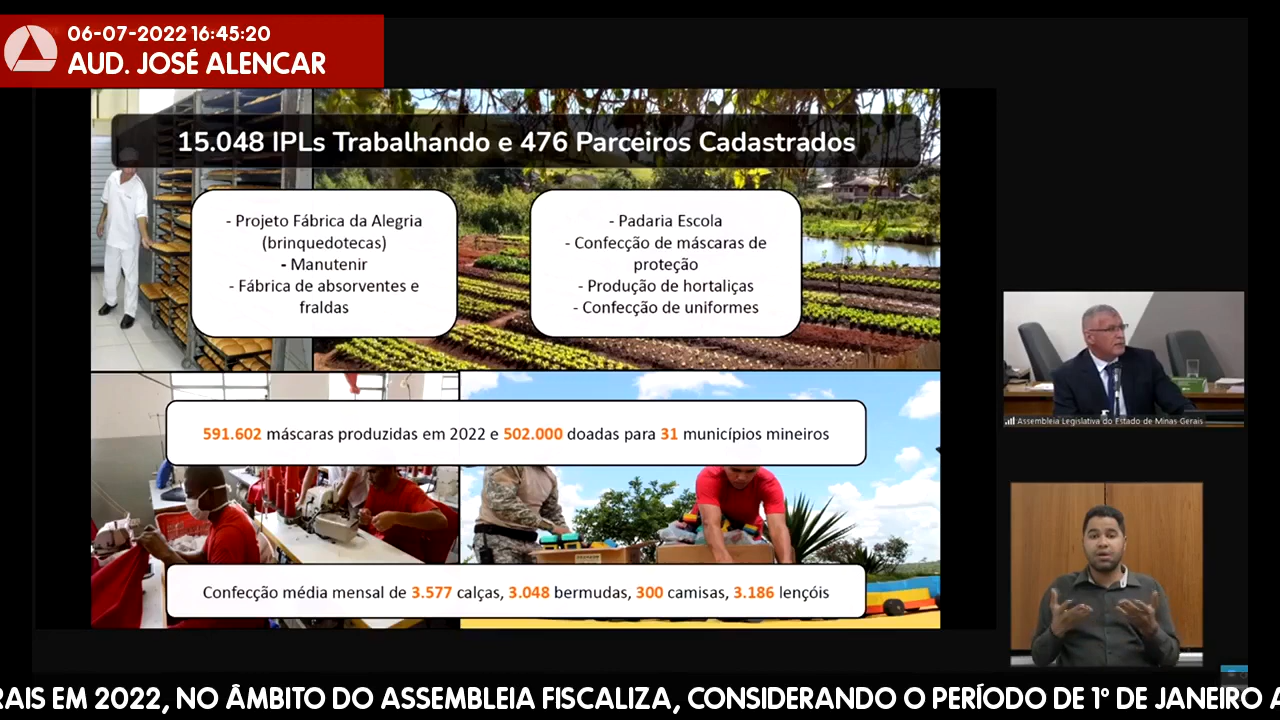 06-07-2022 16:45:20
AUD. JOSÉ ALENCAR
15.048 IPLs Trabalhando e 476 Parceiros Cadastrados
- Projeto Fábrica da Alegria
(brinquedotecas)
- Manutenir
- Fábrica de absorventes e
fraldas
- Padaria Escola
- Confecção de máscaras de
proteção
- Produção de hortaliças
- Confecção de uniformes
591.602 máscaras produzidas em 2022 e 502.000 doadas para 31 municípios mineiros
Confecção média mensal de 3.577 calças, 3.048 bermudas, 300 camisas, 3.186 lençóis
Assembleia Legislativa do Estado de Minas Gerais
RAIS EM 2022, NO ÂMBITO DO ASSEMBLEIA FISCALIZA, CONSIDERANDO O PERÍODO DE 1º DE JANEIRO A